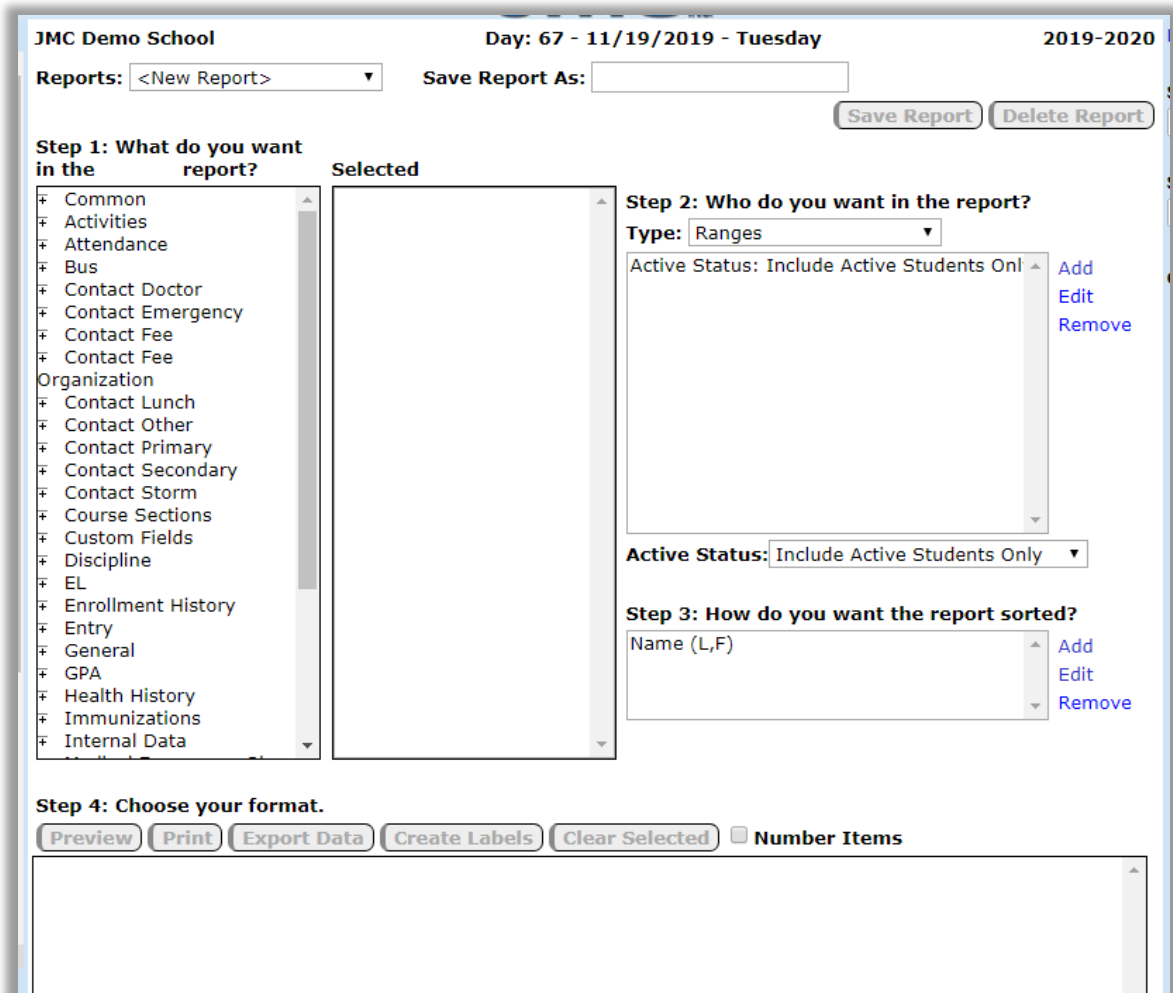 JMC Demo School Day: 67 - 11/19/2019 - Tuesday 2019-2020
Reports: <New Report> Save Report As:
Save Report Delete Report
Step 1: What do you want
in the report? Selected
Common
Activities
Attendance
Bus
Contact Doctor
Contact Emergency
Contact Fee
Contact Fee
Organization
Contact Lunch
Contact Other
Contact Primary
Contact Secondary
Contact Storm
Course Sections
Custom Fields
Discipline
EL
Enrollment History
Entry
General
GPA
Health History
Immunizations
Internal Data
Step 2: Who do you want in the report?
Type: Ranges
Active Status: Include Active Students Onl
Add
Edit
Remove
Active Status: Include Active Students Only
Step 3: How do you want the report sorted?
Name (L,F)
Add
Edit
Remove
Step 4: Choose your format.
Preview Print Export Data Create Labels Clear Selected Number Items